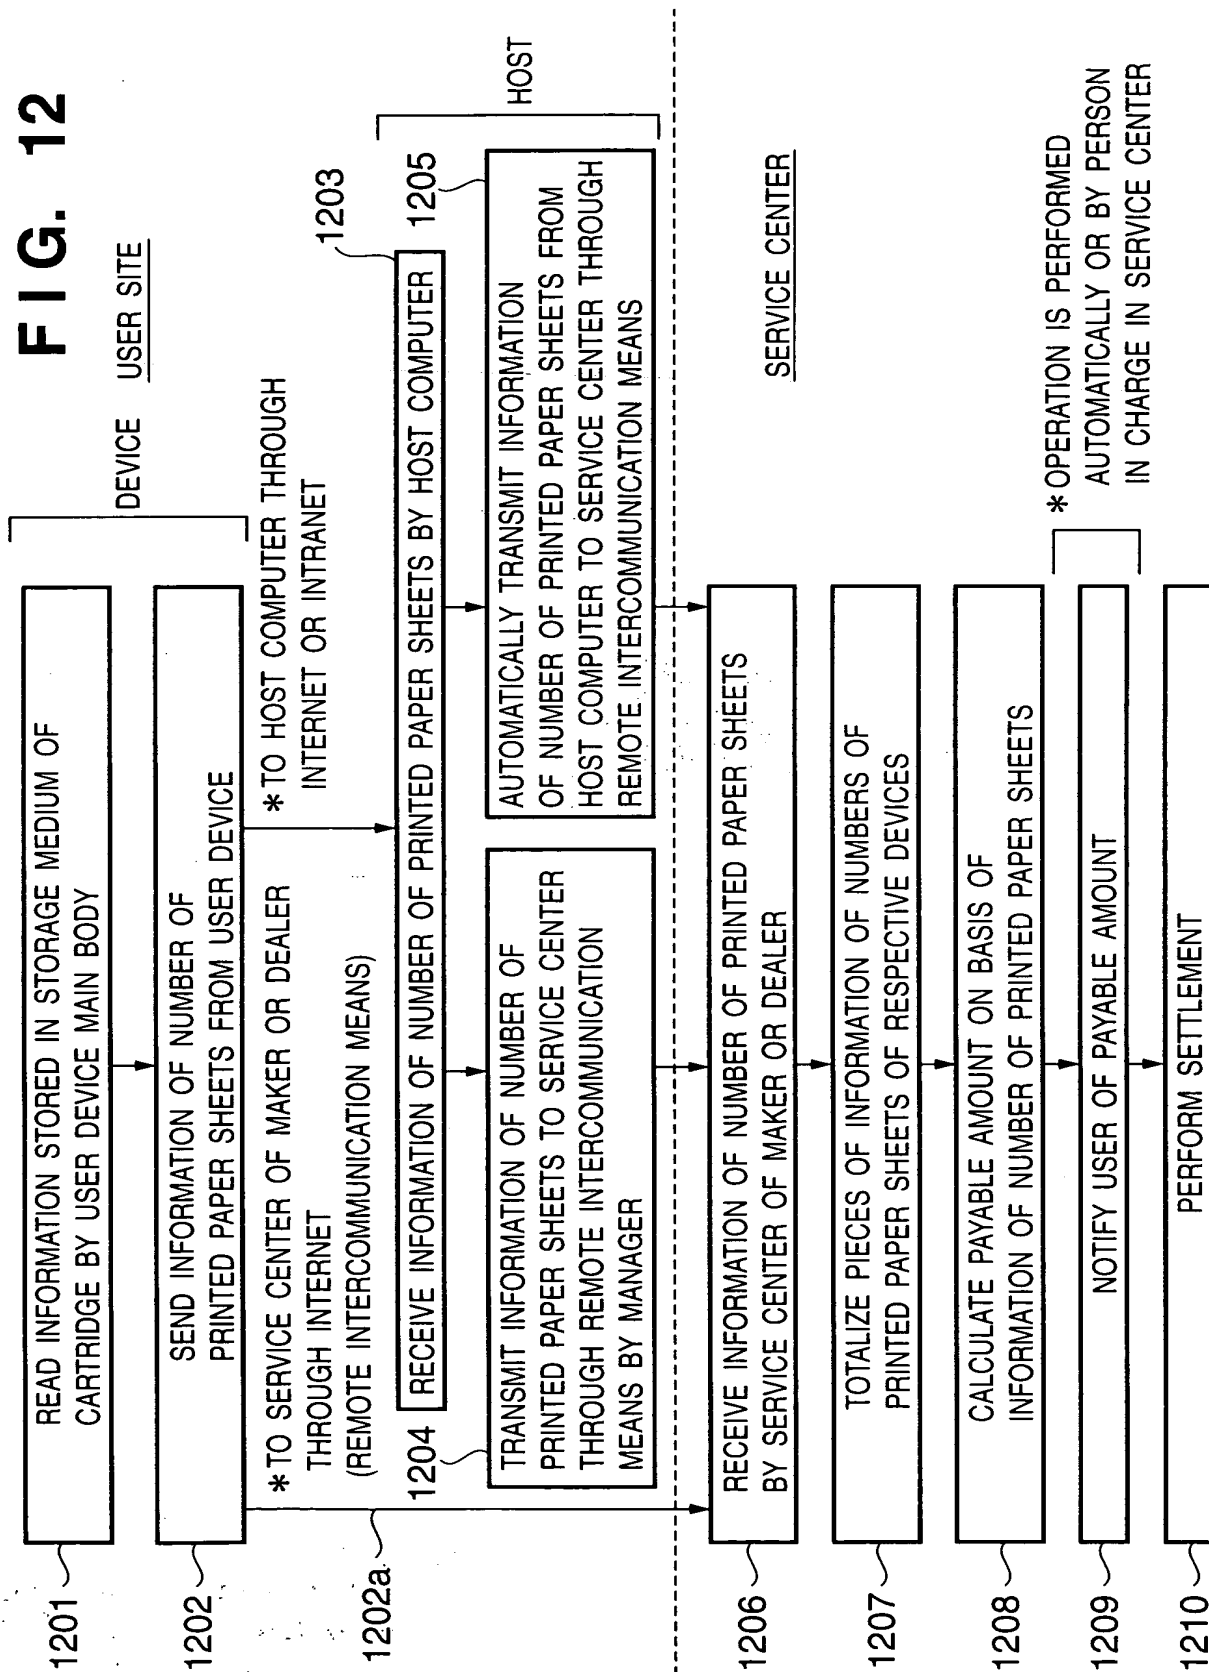 FIG. 12
DEVICE
USER SITE
1201
READ INFORMATION STORED IN STORAGE MEDIUM OF
CARTRIDGE BY USER DEVICE MAIN BODY
1202
SEND INFORMATION OF NUMBER OF
PRINTED PAPER SHEETS FROM USER DEVICE
*TO SERVICE CENTER OF MAKER OR DEALER
THROUGH INTERNET
(REMOTE INTERCOMMUNICATION MEANS)
*TO HOST COMPUTER THROUGH
INTERNET OR INTRANET
1202a
1203
RECEIVE INFORMATION OF NUMBER OF PRINTED PAPER SHEETS BY HOST COMPUTER
1204
TRANSMIT INFORMATION OF NUMBER OF
PRINTED PAPER SHEETS TO SERVICE CENTER
THROUGH REMOTE INTERCOMMUNICATION
MEANS BY MANAGER
1205
AUTOMATICALLY TRANSMIT INFORMATION
OF NUMBER OF PRINTED PAPER SHEETS FROM
HOST COMPUTER TO SERVICE CENTER THROUGH
REMOTE INTERCOMMUNICATION MEANS
HOST
SERVICE CENTER
1206
RECEIVE INFORMATION OF NUMBER OF PRINTED PAPER SHEETS
BY SERVICE CENTER OF MAKER OR DEALER
1207
TOTALIZE PIECES OF INFORMATION OF NUMBERS OF
PRINTED PAPER SHEETS OF RESPECTIVE DEVICES
1208
CALCULATE PAYABLE AMOUNT ON BASIS OF
INFORMATION OF NUMBER OF PRINTED PAPER SHEETS
1209
NOTIFY USER OF PAYABLE AMOUNT
*OPERATION IS PERFORMED
AUTOMATICALLY OR BY PERSON
IN CHARGE IN SERVICE CENTER
1210
PERFORM SETTLEMENT